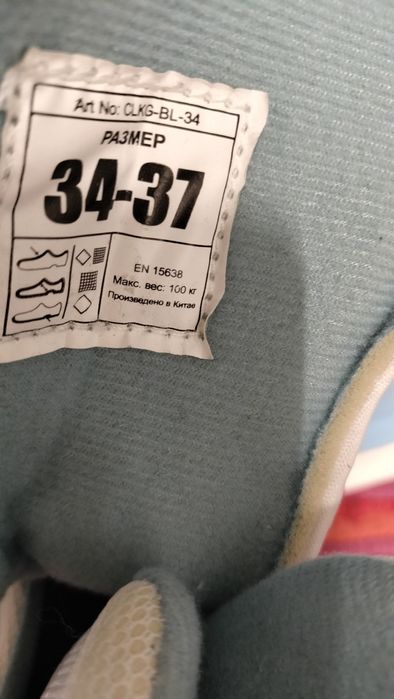 Art No: CLKG-BL-34
РАЗМЕР
34-37
EN 15638
Макс. вес: 100 кг
Произведено в Китае